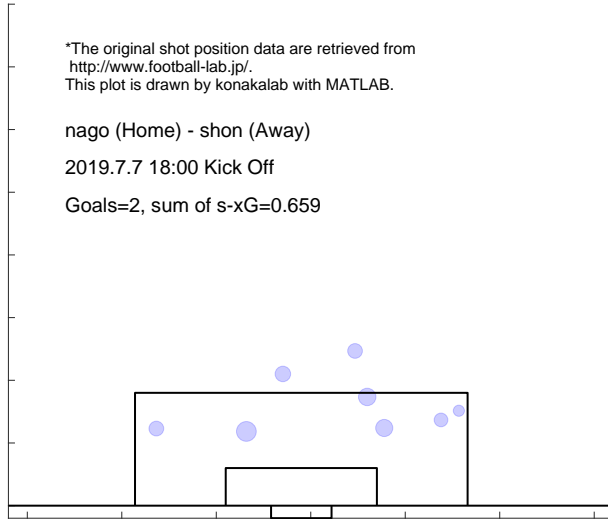 *The original shot position data are retrieved from
http://www.football-lab.jp/.
This plot is drawn by konakalab with MATLAB.
nago (Home) - shon (Away)
2019.7.7 18:00 Kick Off
Goals=2, sum of s-xG=0.659